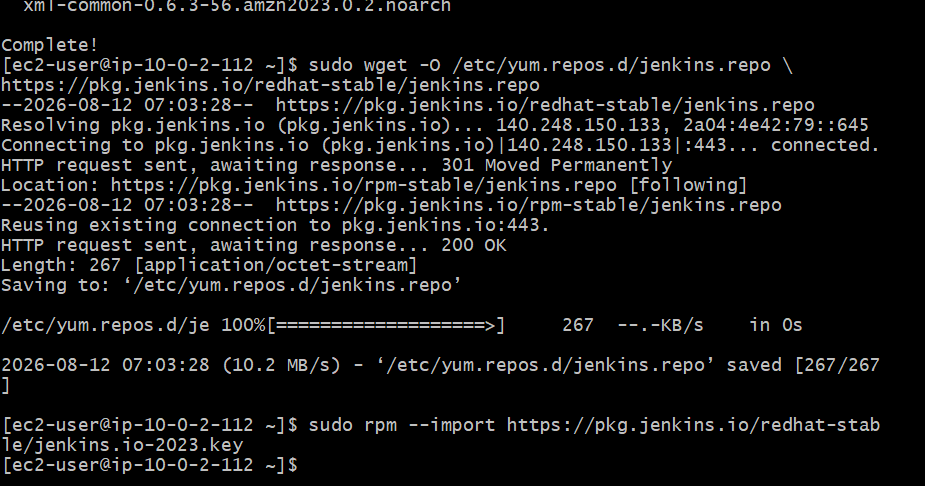 xml-common-0.6.3-56.amzn2023.0.2.noarch
Complete!
[ec2-user@ip-10-0-2-112 ~]$ sudo wget -O /etc/yum.repos.d/jenkins.repo \
https://pkg.jenkins.io/redhat-stable/jenkins.repo
--2026-08-12 07:03:28--  https://pkg.jenkins.io/redhat-stable/jenkins.repo
Resolving pkg.jenkins.io (pkg.jenkins.io)... 140.248.150.133, 2a04:4e42:79::645
Connecting to pkg.jenkins.io (pkg.jenkins.io)|140.248.150.133|:443... connected.
HTTP request sent, awaiting response... 301 Moved Permanently
Location: https://pkg.jenkins.io/rpm-stable/jenkins.repo [following]
--2026-08-12 07:03:28--  https://pkg.jenkins.io/rpm-stable/jenkins.repo
Reusing existing connection to pkg.jenkins.io:443.
HTTP request sent, awaiting response... 200 OK
Length: 267 [application/octet-stream]
Saving to: ‘/etc/yum.repos.d/jenkins.repo’
/etc/yum.repos.d/je 100%[===================>]     267  --.-KB/s    in 0s
2026-08-12 07:03:28 (10.2 MB/s) - ‘/etc/yum.repos.d/jenkins.repo’ saved [267/267
]
[ec2-user@ip-10-0-2-112 ~]$ sudo rpm --import https://pkg.jenkins.io/redhat-stab
le/jenkins.io-2023.key
[ec2-user@ip-10-0-2-112 ~]$